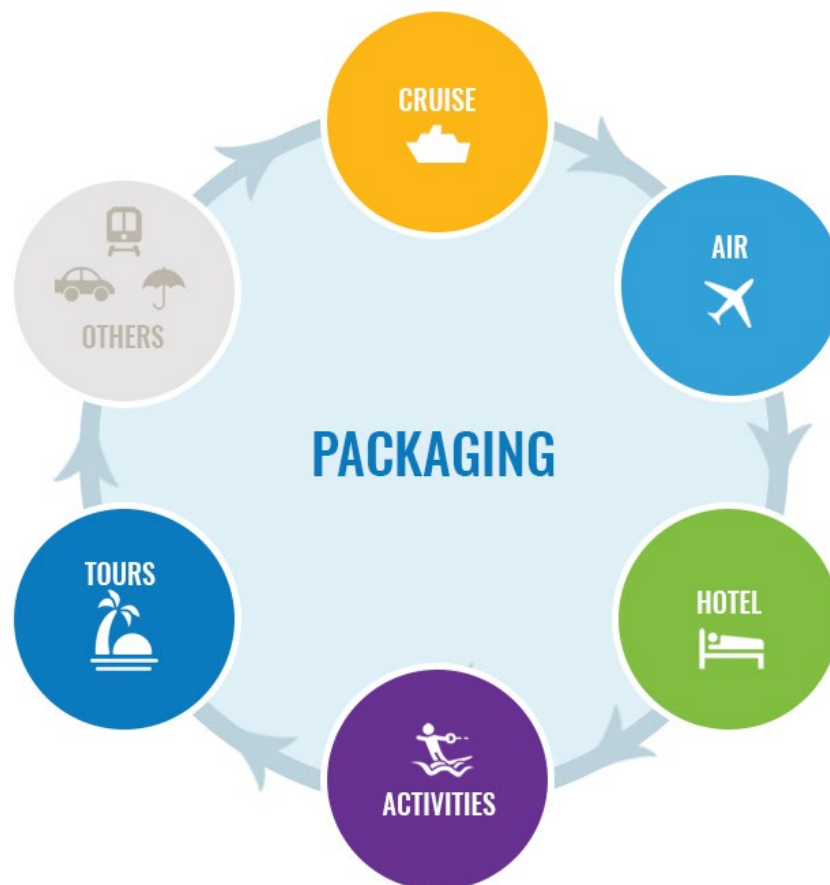 CRUISE
AIR
OTHERS
PACKAGING
TOURS
HOTEL
ACTIVITIES